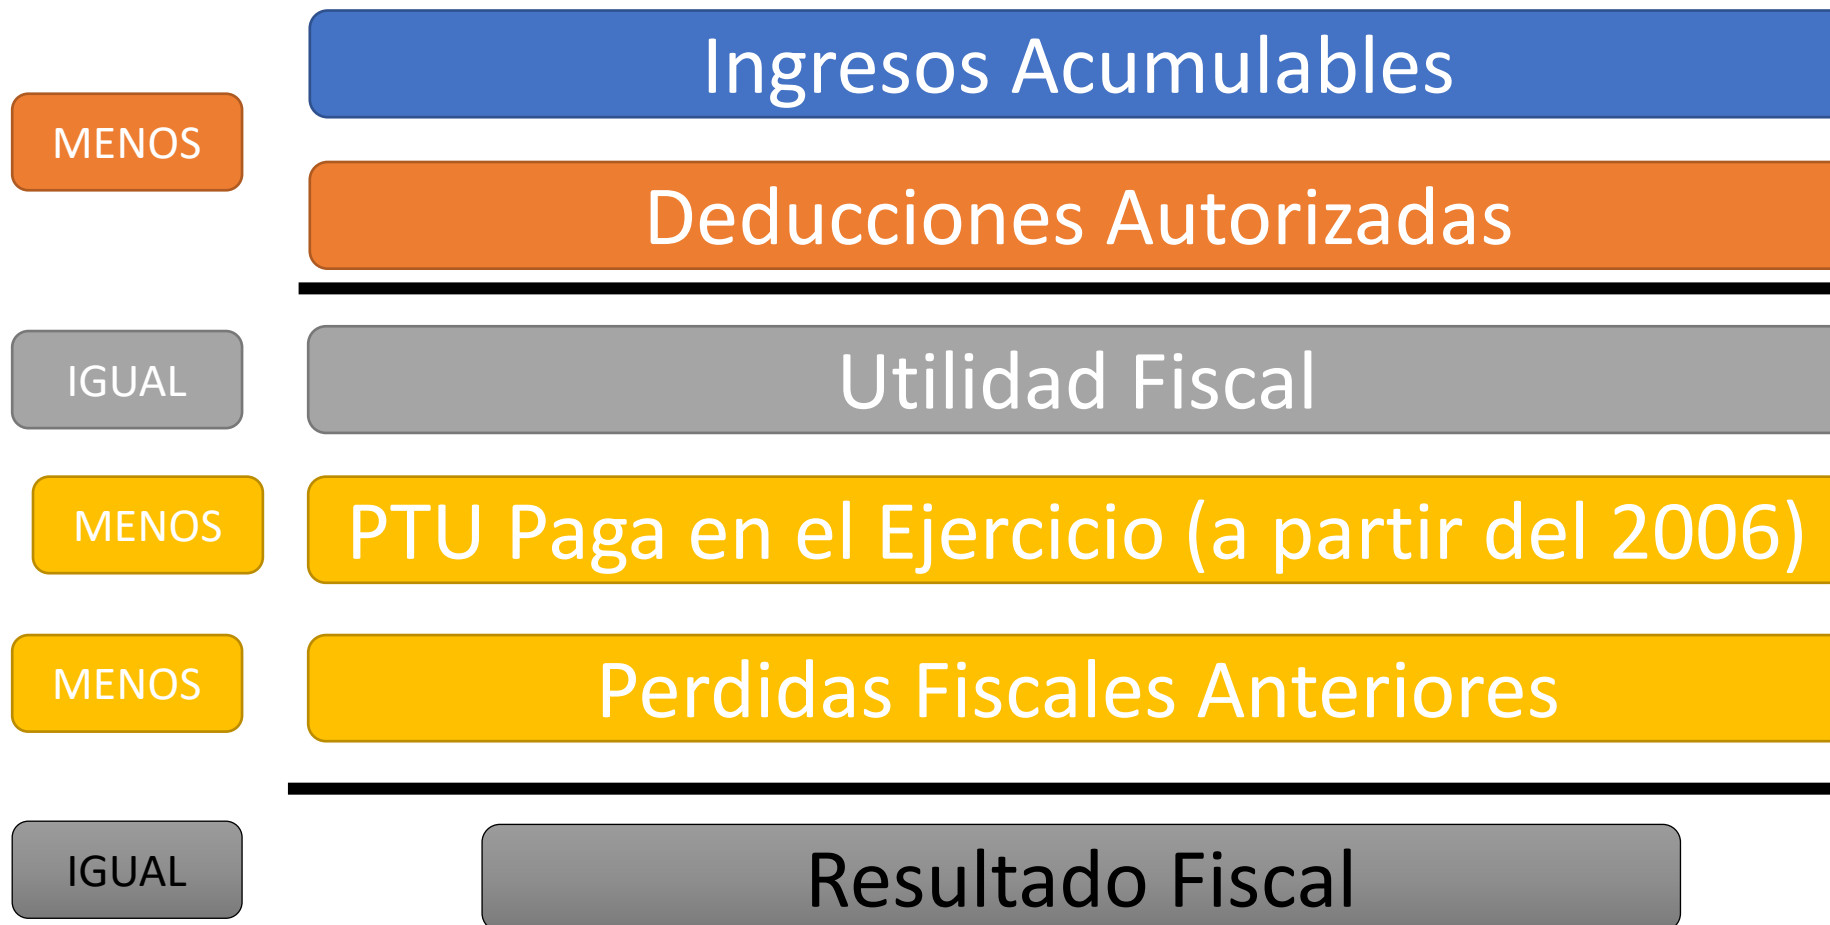 Ingresos Acumulables
MENOS
Deducciones Autorizadas
IGUAL
Utilidad Fiscal
MENOS
PTU Paga en el Ejercicio (a partir del 2006)
MENOS
Perdidas Fiscales Anteriores
IGUAL
Resultado Fiscal